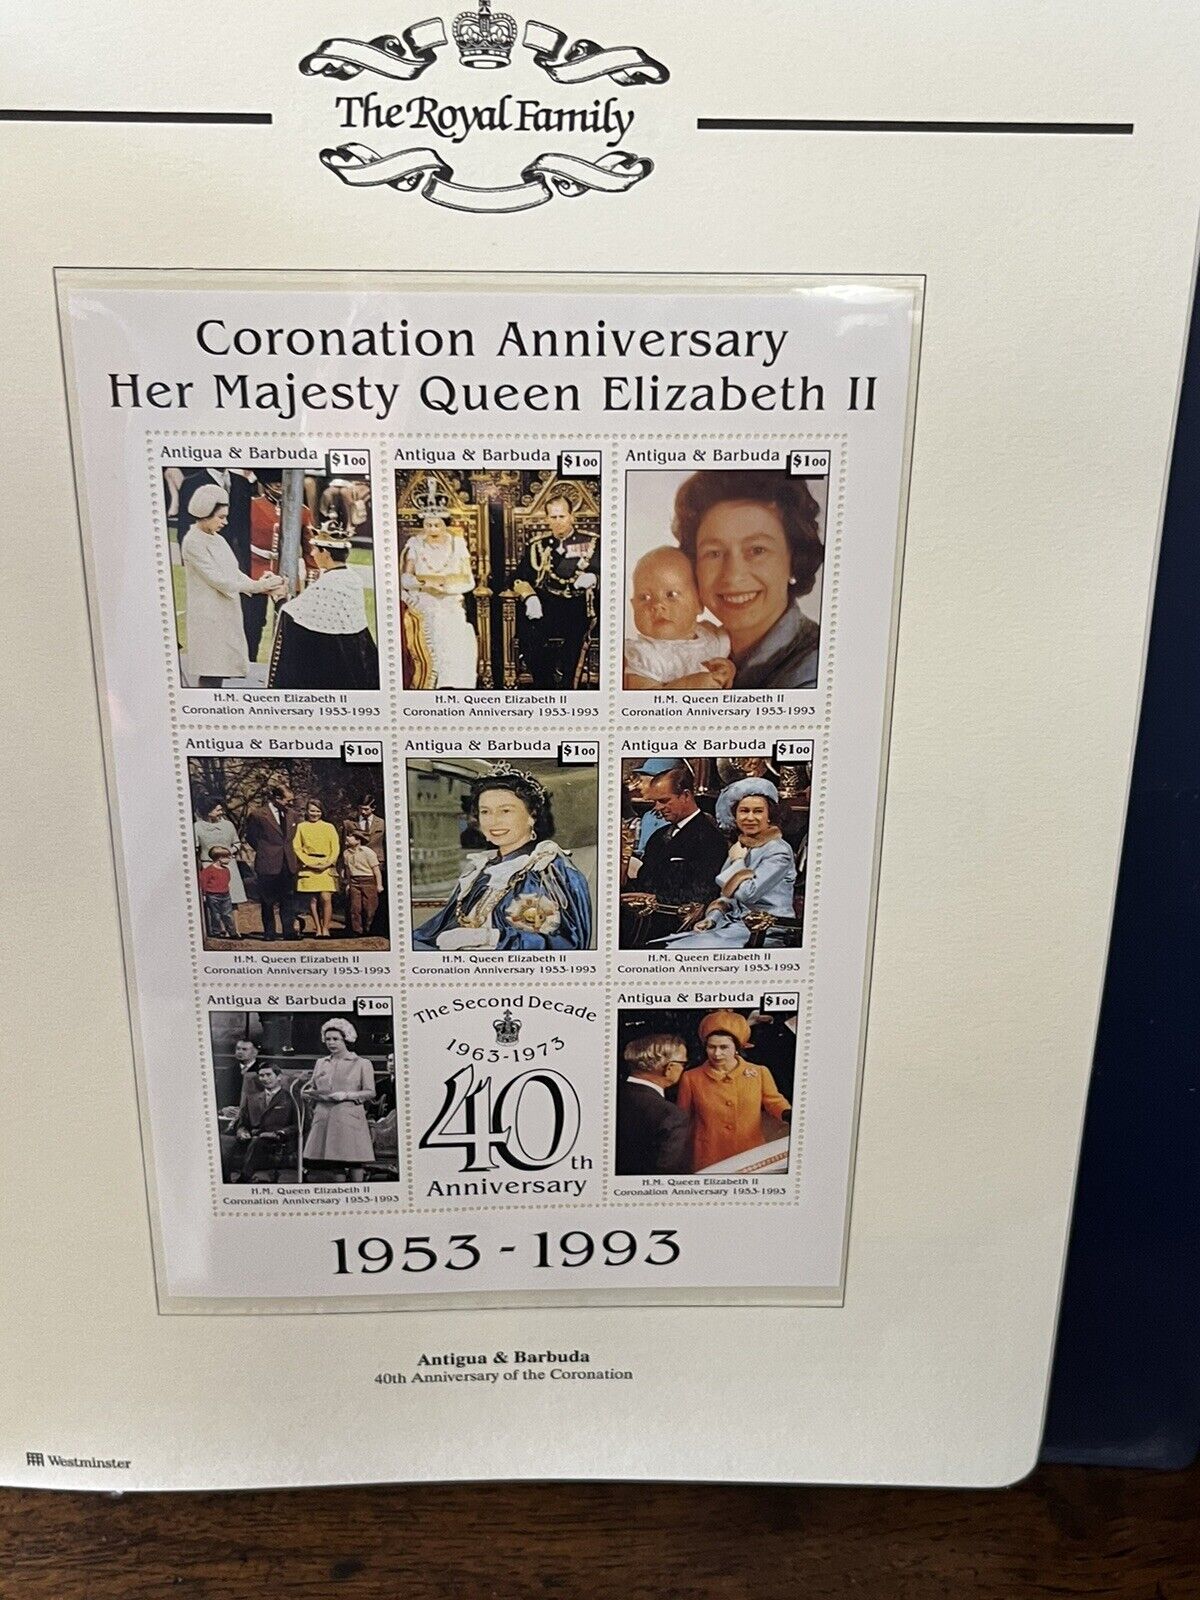 The Royal Family
Coronation Anniversary
Her Majesty Queen Elizabeth II
Antigua & Barbuda $1 00
H.M. Queen Elizabeth II
Coronation Anniversary 1953-1993
Antigua & Barbuda $1 00
H.M. Queen Elizabeth II
Coronation Anniversary 1953-1993
Antigua & Barbuda $1 00
H.M. Queen Elizabeth II
Coronation Anniversary 1953-1993
Antigua & Barbuda $1 00
H.M. Queen Elizabeth II
Coronation Anniversary 1953-1993
Antigua & Barbuda $1 00
H.M. Queen Elizabeth II
Coronation Anniversary 1953-1993
Antigua & Barbuda $1 00
H.M. Queen Elizabeth II
Coronation Anniversary 1953-1993
Antigua & Barbuda $1 00
H.M. Queen Elizabeth II
Coronation Anniversary 1953-1993
The Second Decade
1963-1973
40th
Anniversary
Antigua & Barbuda $1 00
H.M. Queen Elizabeth II
Coronation Anniversary 1953-1993
1953 - 1993
Antigua & Barbuda
40th Anniversary of the Coronation
Westminster